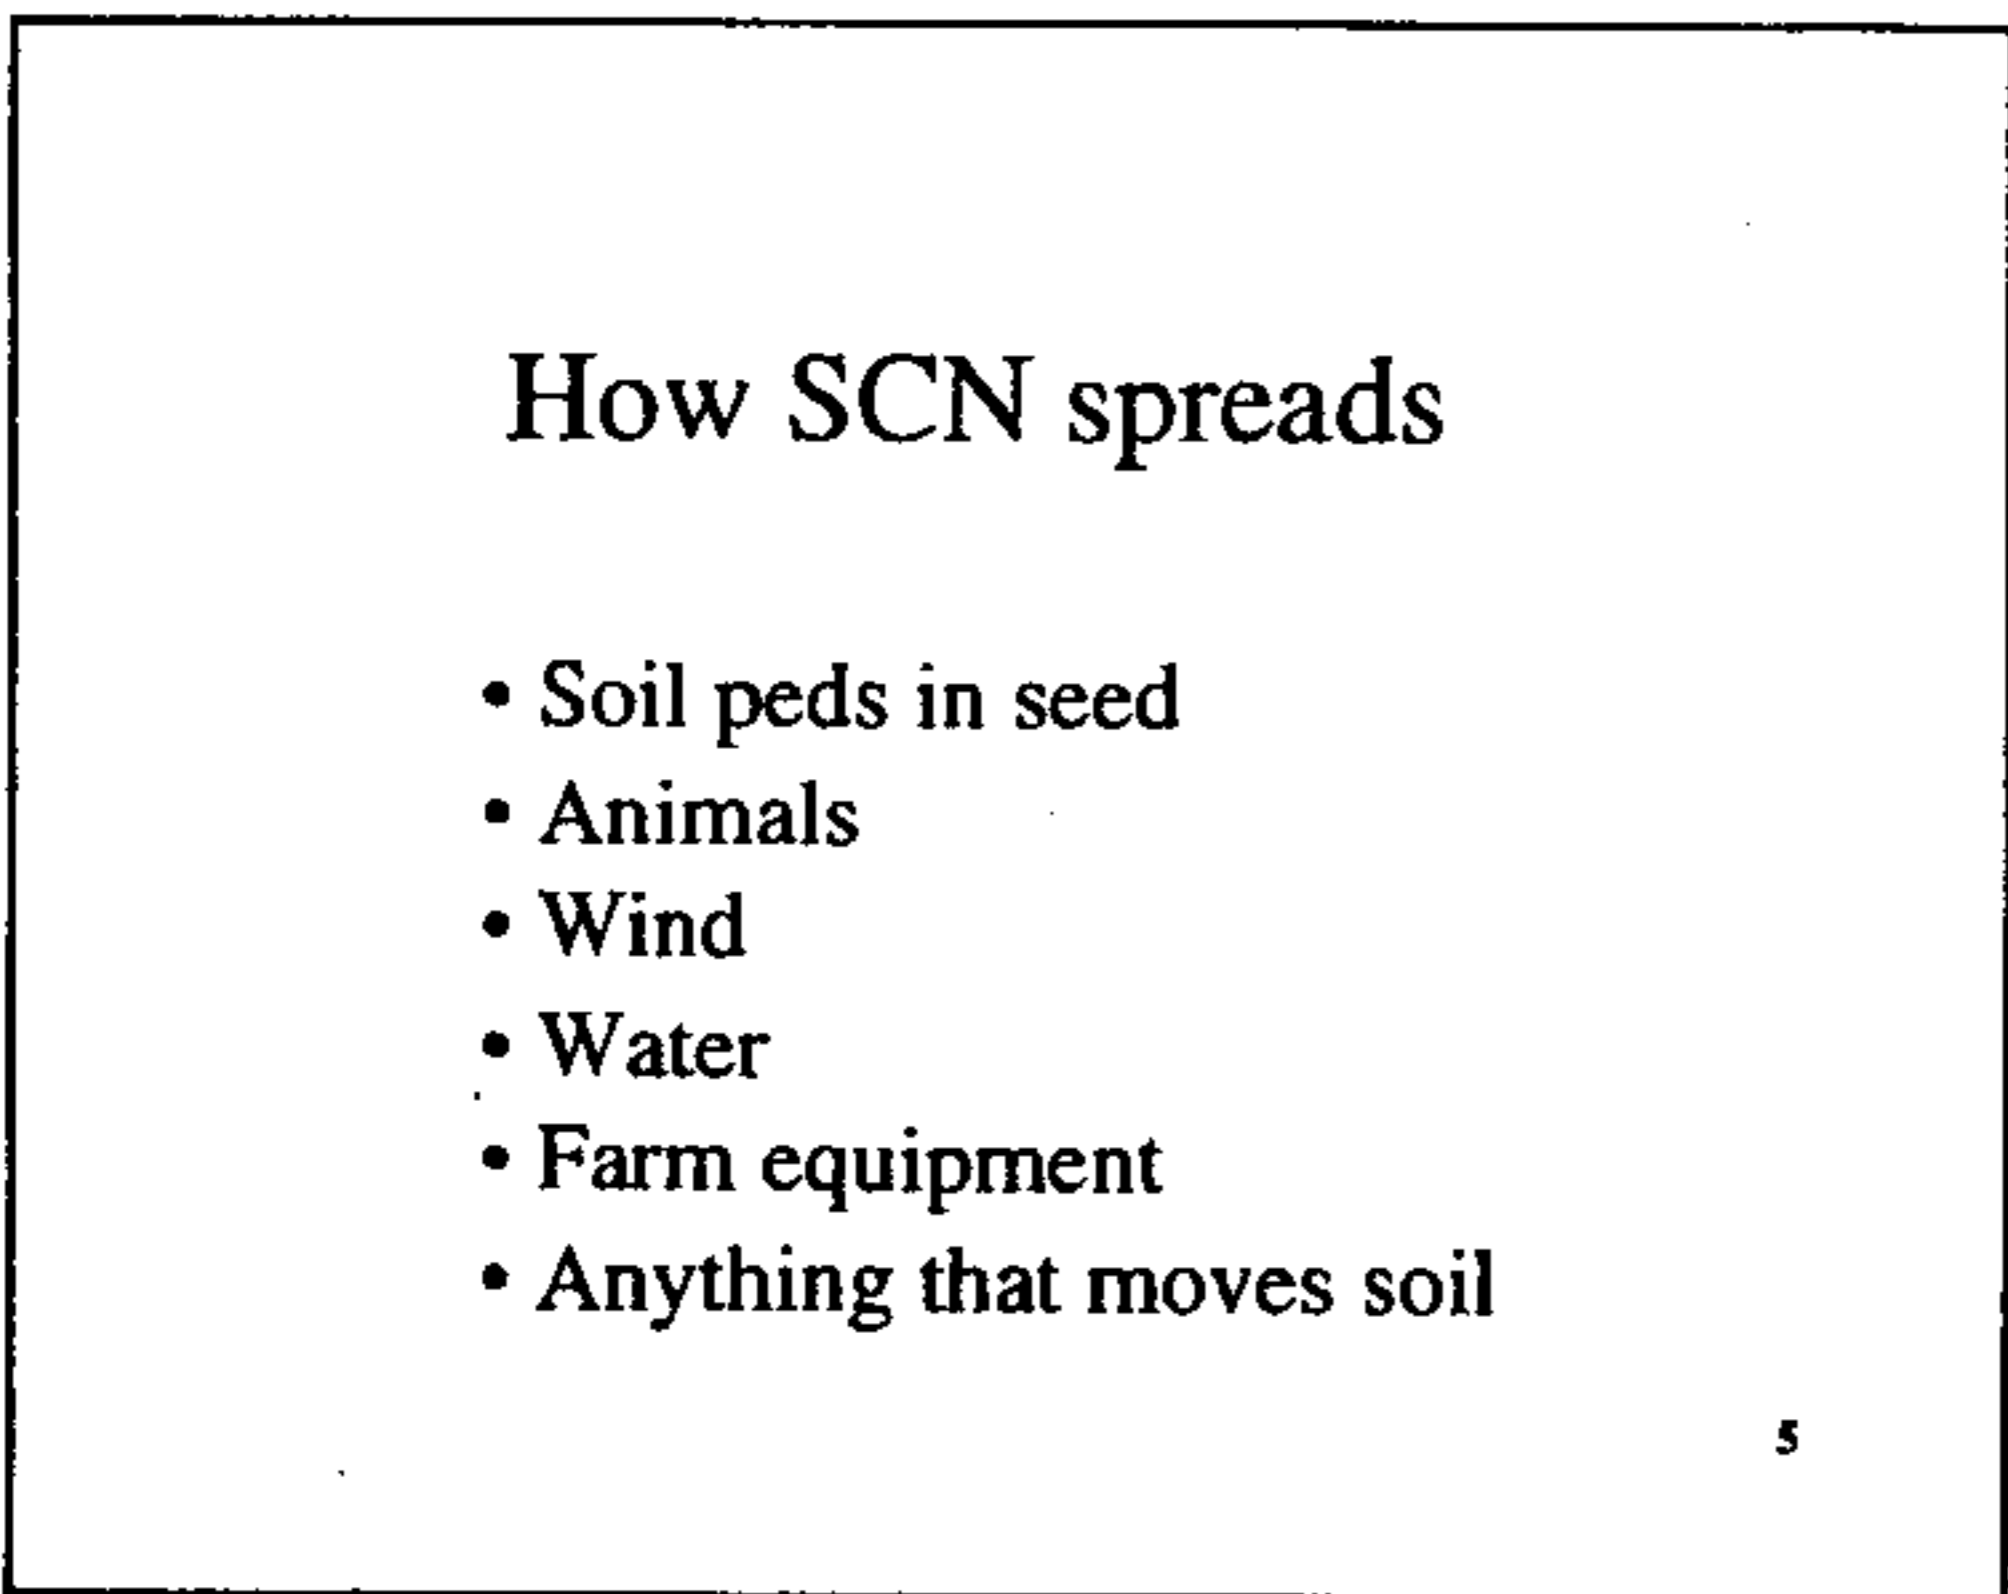 How SCN spreads
• Soil peds in seed
• Animals
• Wind
• Water
• Farm equipment
• Anything that moves soil
5